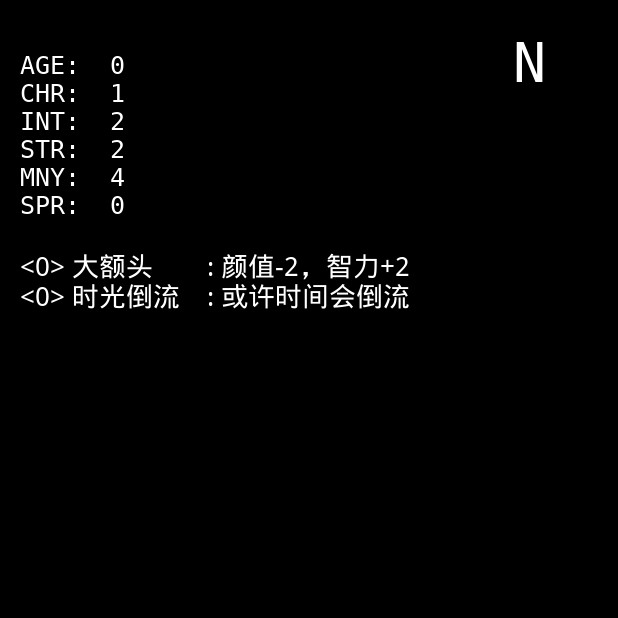 N
AGE: 0
CHR: 1
INT: 2
STR: 2
MNY: 4
SPR: 0
<O> 大额头 : 颜值-2，智力+2
<O> 时光倒流 : 或许时间会倒流